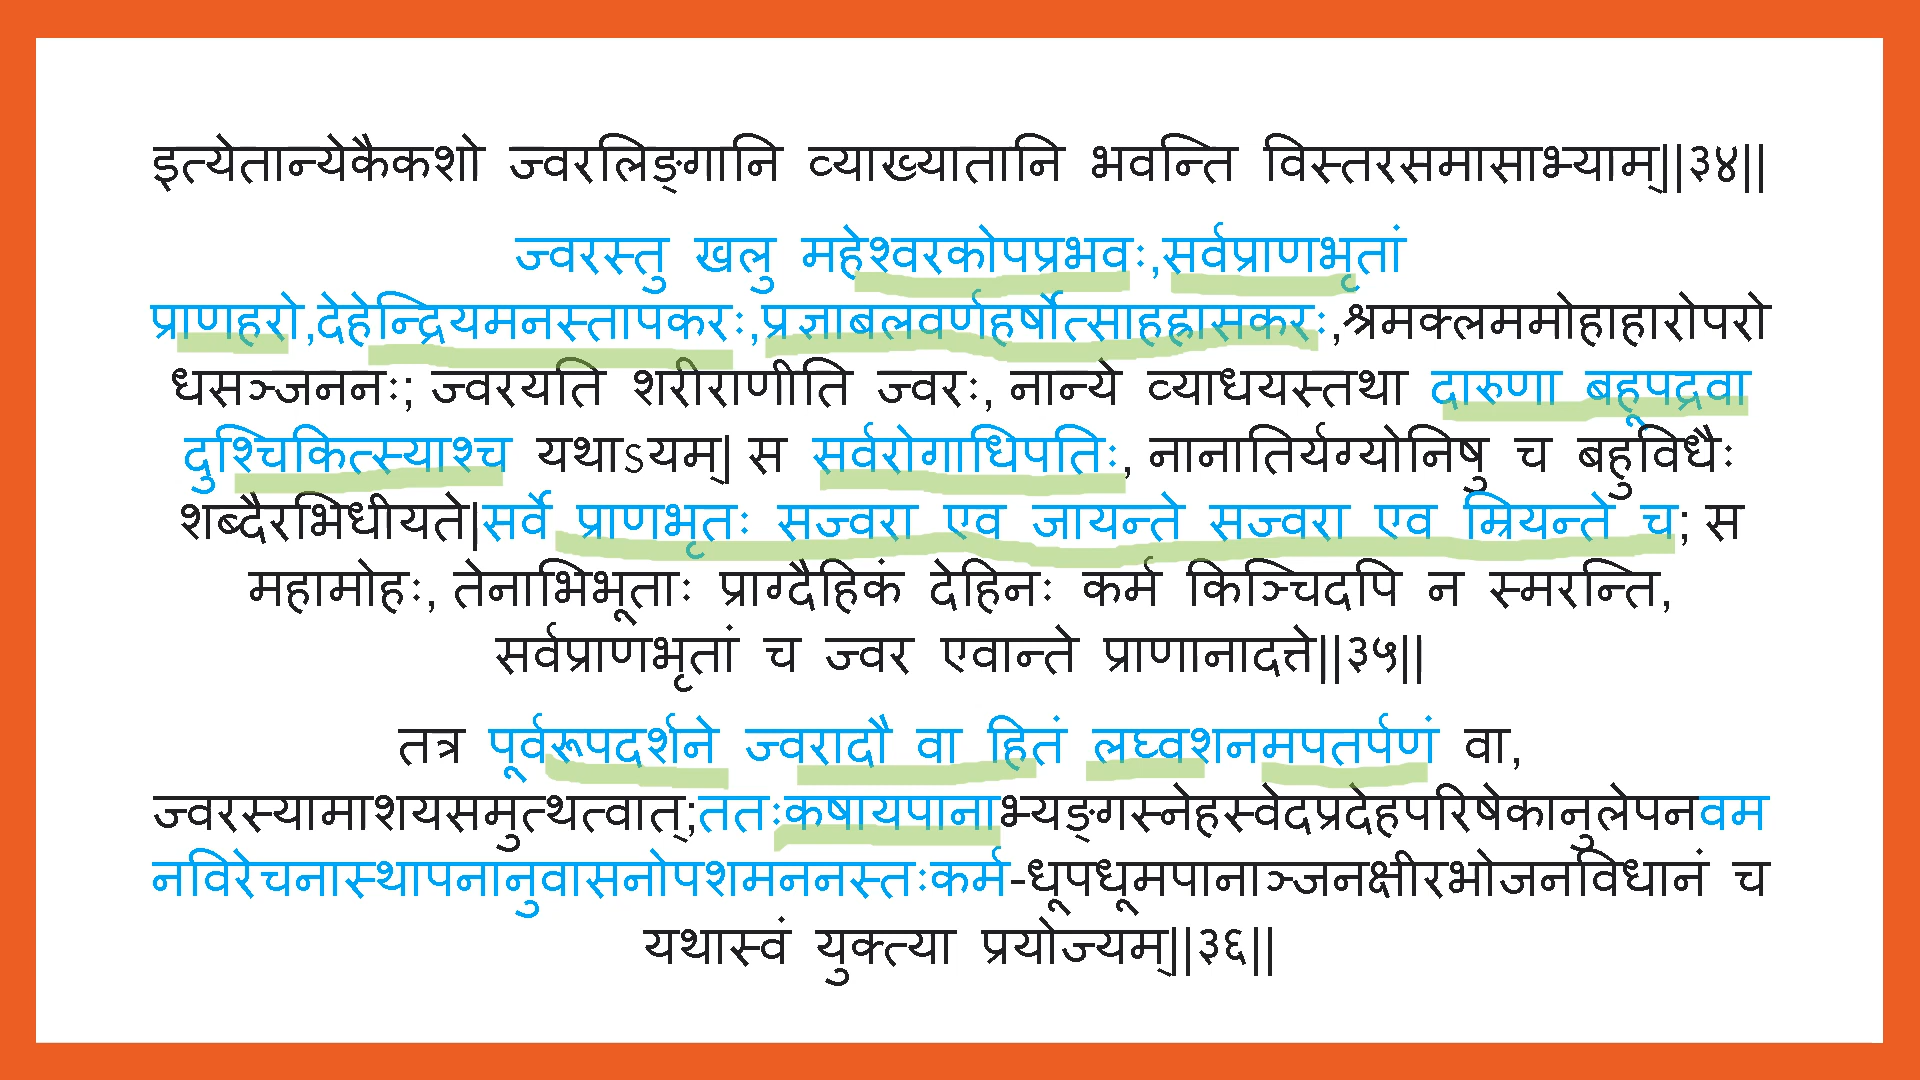 इत्येतान्येकैकशो ज्वरलिङ्गानि व्याख्यातानि भवन्ति विस्तरसमासाभ्याम्||३४||
ज्वरस्तु खलु महेश्वरकोपप्रभवः,सर्वप्राणभृतां
प्राणहरो,देहेन्द्रियमनस्तापकरः,प्रज्ञाबलवर्णहर्षोत्साहह्रासकरः,श्रमक्लममोहाहारोपरो
धसञ्जननः; ज्वरयति शरीराणीति ज्वरः, नान्ये व्याधयस्तथा दारुणा बहूपद्रवा
दुश्चिकित्स्याश्च यथाऽयम्| स सर्वरोगाधिपतिः, नानातिर्यग्योनिषु च बहुविधैः
शब्दैरभिधीयते|सर्वे प्राणभृतः सज्वरा एव जायन्ते सज्वरा एव म्रियन्ते च; स
महामोहः, तेनाभिभूताः प्राग्दैहिकं देहिनः कर्म किञ्चिदपि न स्मरन्ति,
सर्वप्राणभृतां च ज्वर एवान्ते प्राणानादत्ते||३५||
तत्र पूर्वरूपदर्शने ज्वरादौ वा हितं लघ्वशनमपतर्पणं वा,
ज्वरस्यामाशयसमुत्थत्वात्;ततःकषायपानाभ्यङ्गस्नेहस्वेदप्रदेहपरिषेकानुलेपनवम
नविरेचनास्थापनानुवासनोपशमननस्तःकर्म-धूपधूमपानाञ्जनक्षीरभोजनविधानं च
यथास्वं युक्त्या प्रयोज्यम्||३६||